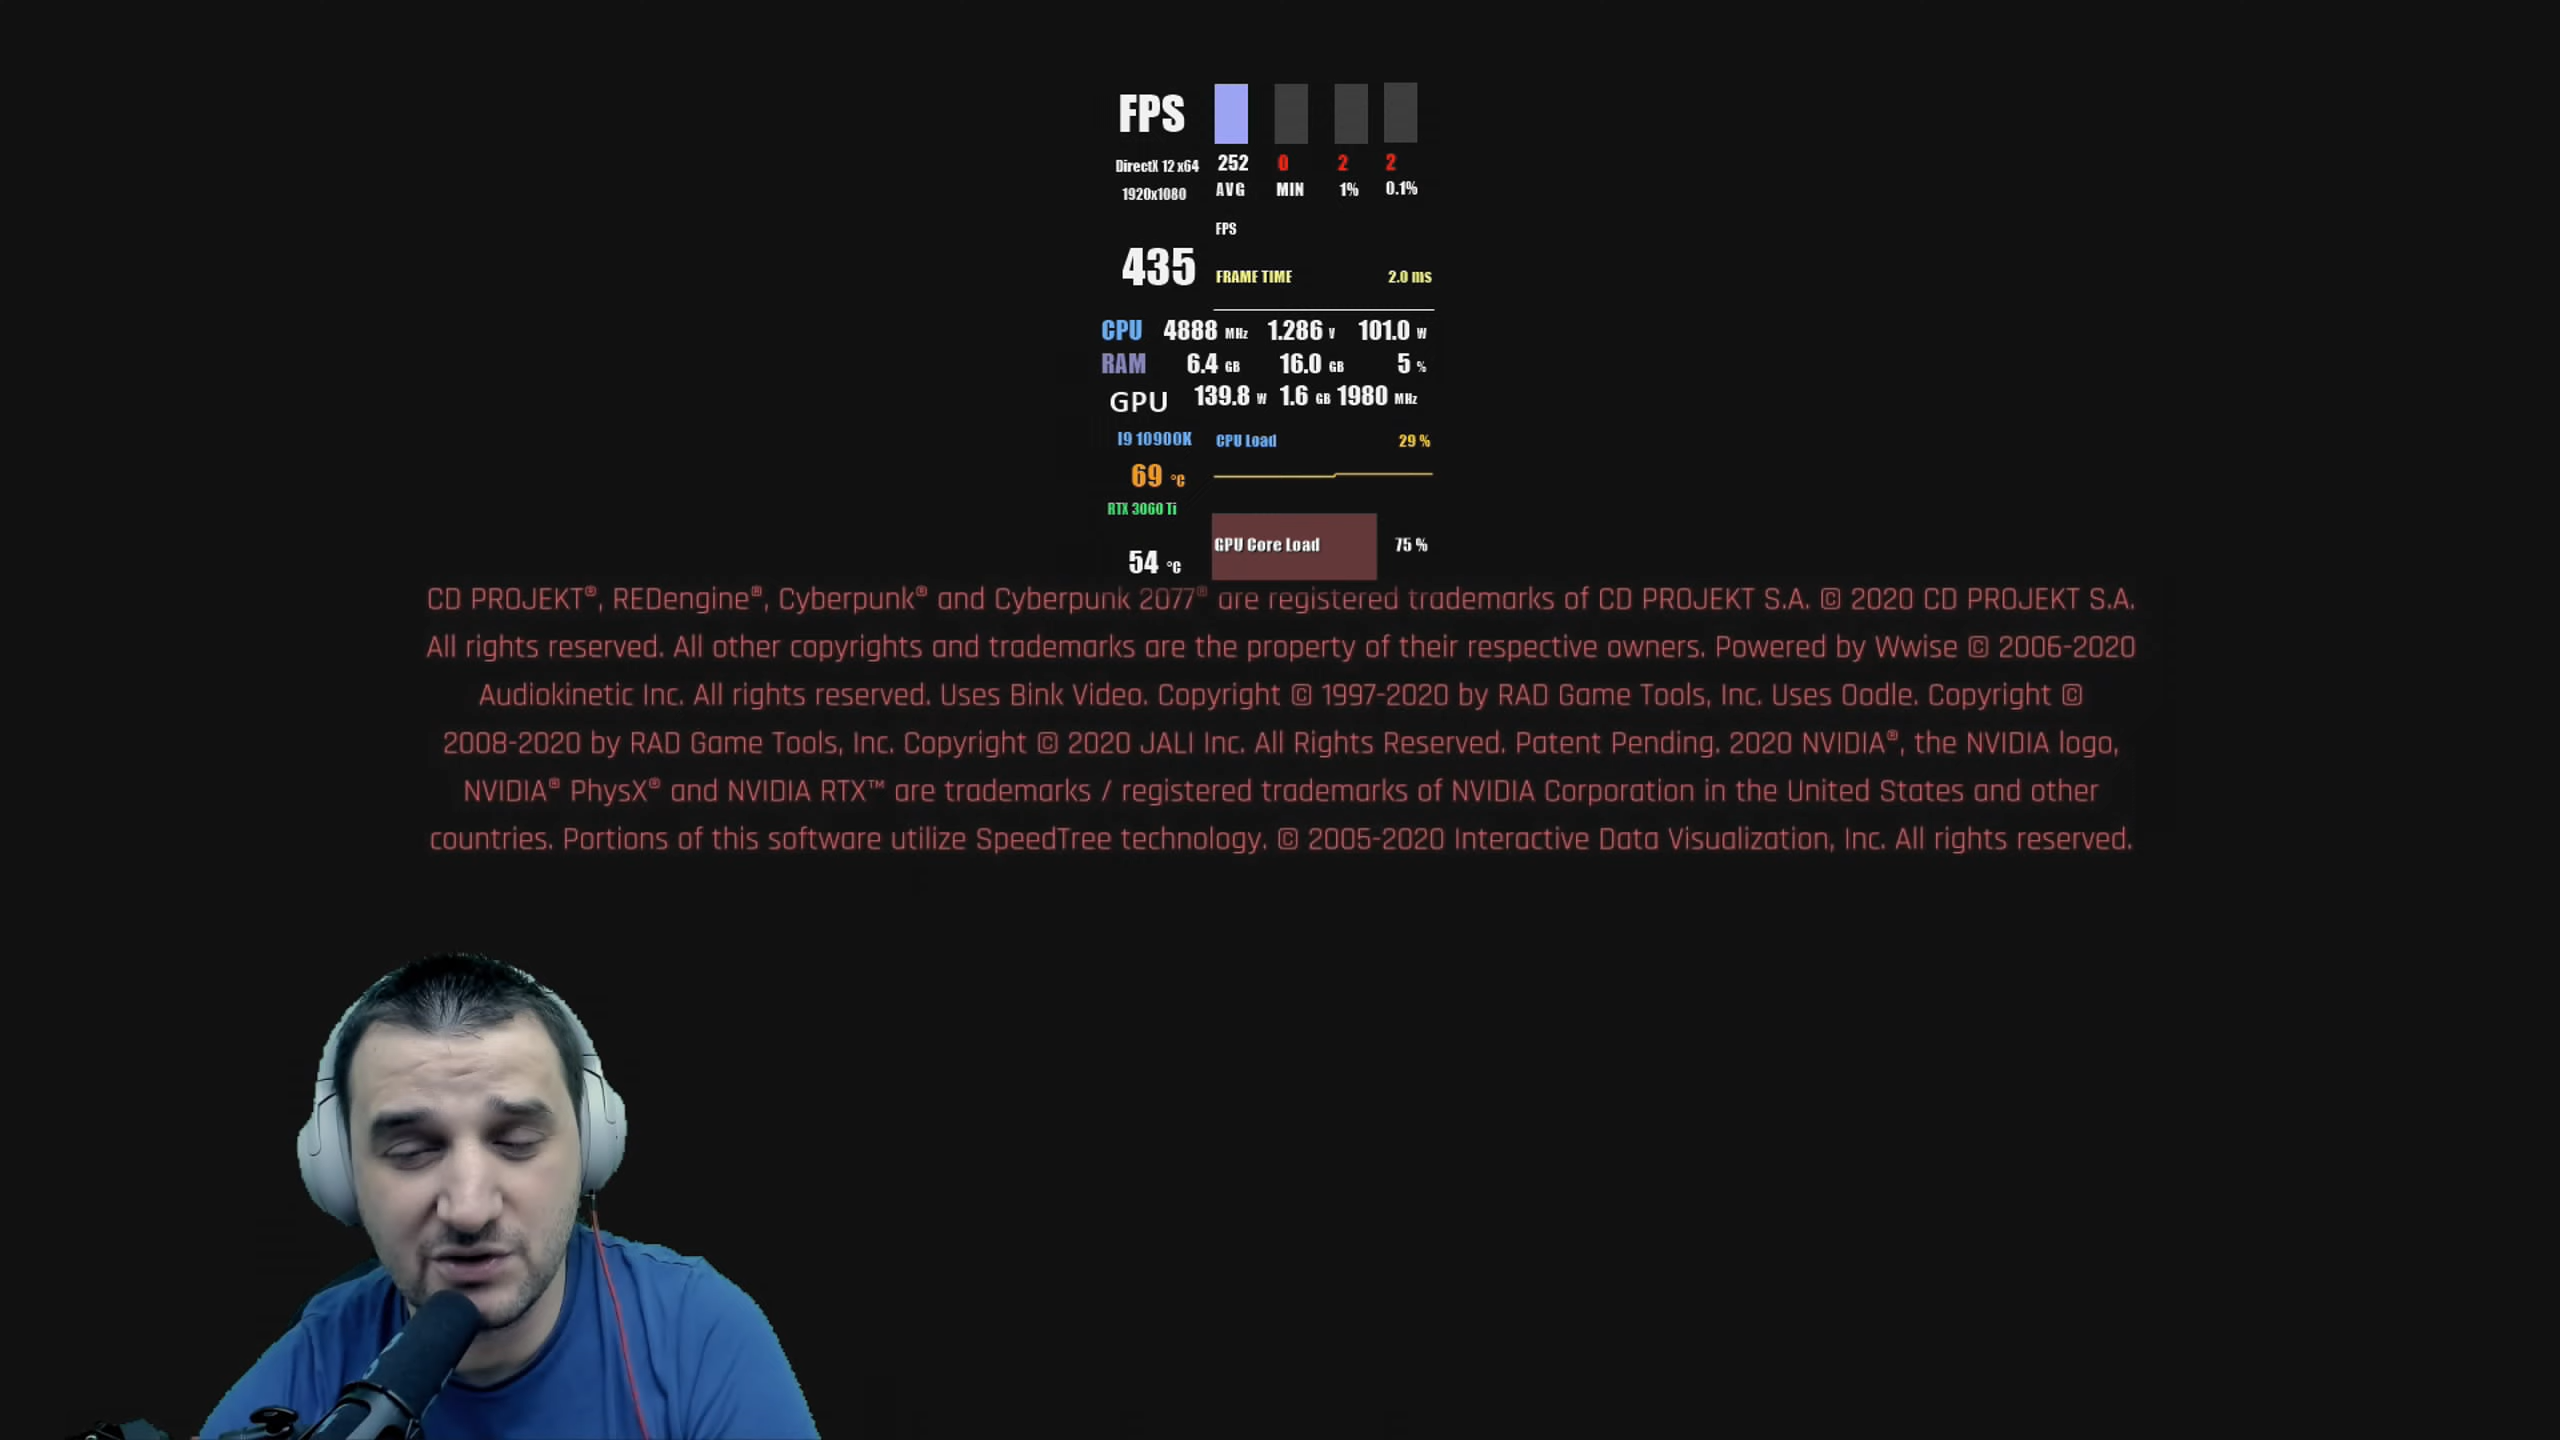 FPS
DirectX 12 x64 252 0 2 2
1920x1080 AVG MIN 1% 0.1%
FPS
435 FRAME TIME 2.0 ms
CPU 4888 MHz 1.286 V 101.0 W
RAM 6.4 GB 16.0 GB 5 %
GPU 139.8 W 1.6 GB 1980 MHz
I9 10900K CPU Load 29 %
69 °C
RTX 3060 Ti
GPU Core Load 75 %
54 °C
CD PROJEKT®, REDengine®, Cyberpunk® and Cyberpunk 2077® are registered trademarks of CD PROJEKT S.A. © 2020 CD PROJEKT S.A.
All rights reserved. All other copyrights and trademarks are the property of their respective owners. Powered by Wwise © 2006-2020
Audiokinetic Inc. All rights reserved. Uses Bink Video. Copyright © 1997-2020 by RAD Game Tools, Inc. Uses Oodle. Copyright ©
2008-2020 by RAD Game Tools, Inc. Copyright © 2020 JALI Inc. All Rights Reserved. Patent Pending. 2020 NVIDIA®, the NVIDIA logo,
NVIDIA® PhysX® and NVIDIA RTX™ are trademarks / registered trademarks of NVIDIA Corporation in the United States and other
countries. Portions of this software utilize SpeedTree technology. © 2005-2020 Interactive Data Visualization, Inc. All rights reserved.